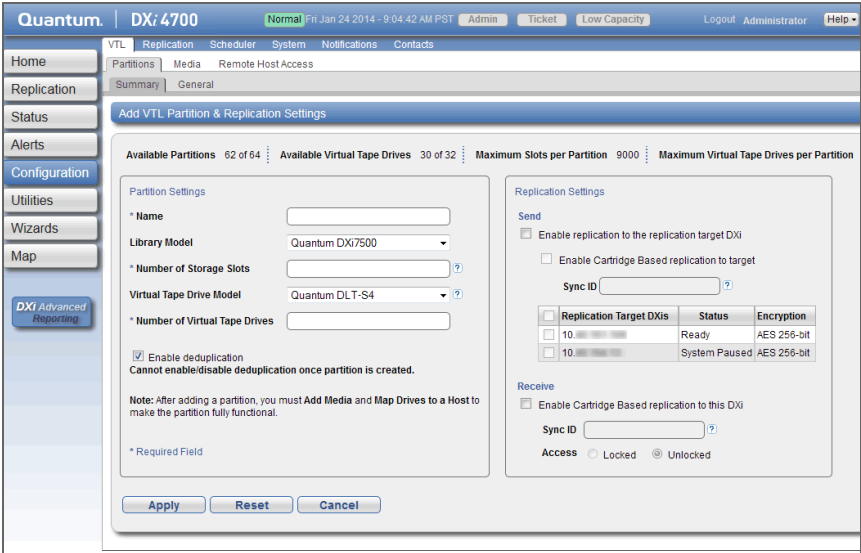 Quantum. DXi 4700 Normal Fri Jan 24 2014 - 9:04:42 AM PST Admin Ticket Low Capacity Logout Administrator Help
VTL Replication Scheduler System Notifications Contacts
Partitions Media Remote Host Access
Summary General
Home
Replication
Status
Alerts
Configuration
Utilities
Wizards
Map
DXi Advanced
Reporting
Add VTL Partition & Replication Settings
Available Partitions 62 of 64 Available Virtual Tape Drives 30 of 32 Maximum Slots per Partition 9000 Maximum Virtual Tape Drives per Partition
Partition Settings
* Name
Library Model Quantum DXi7500
* Number of Storage Slots ?
Virtual Tape Drive Model Quantum DLT-S4 ?
* Number of Virtual Tape Drives
Enable deduplication
Cannot enable/disable deduplication once partition is created.
Note: After adding a partition, you must Add Media and Map Drives to a Host to
make the partition fully functional.
* Required Field
Replication Settings
Send
Enable replication to the replication target DXi
Enable Cartridge Based replication to target
Sync ID ?
Replication Target DXis Status Encryption
10. Ready AES 256-bit
10. System Paused AES 256-bit
Receive
Enable Cartridge Based replication to this DXi
Sync ID ?
Access Locked Unlocked
Apply Reset Cancel